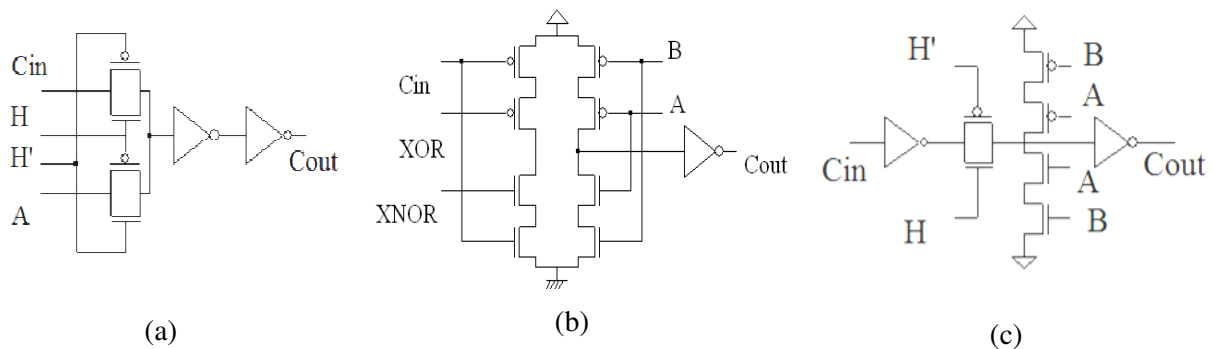 Cin
H
H'
A
Cout
(a)
Cin
XOR
XNOR
B
A
Cout
(b)
H'
Cin
H
B
A
A
B
Cout
(c)